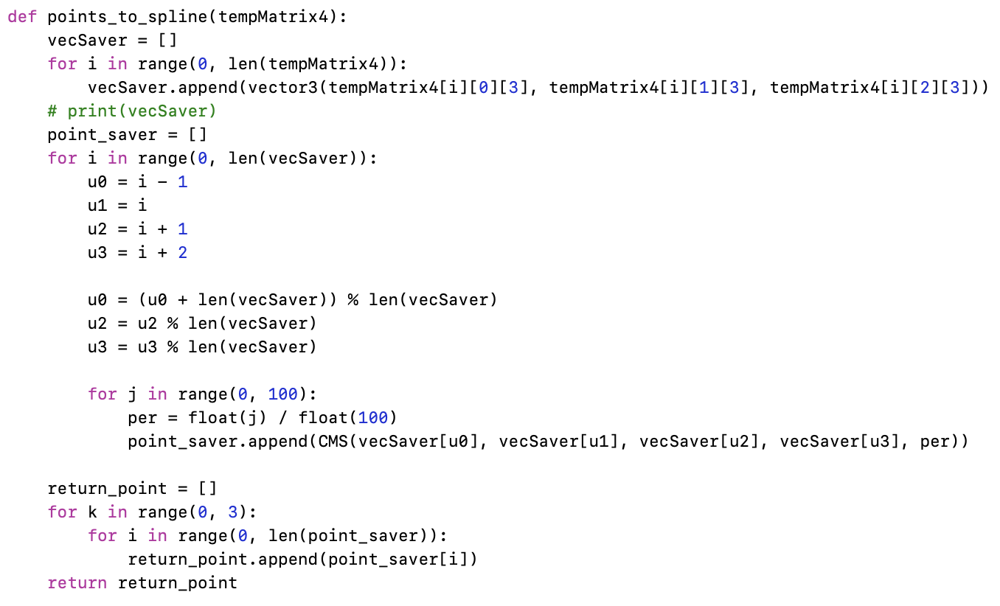 def points_to_spline(tempMatrix4):
    vecSaver = []
    for i in range(0, len(tempMatrix4)):
        vecSaver.append(vector3(tempMatrix4[i][0][3], tempMatrix4[i][1][3], tempMatrix4[i][2][3]))
    # print(vecSaver)
    point_saver = []
    for i in range(0, len(vecSaver)):
        u0 = i - 1
        u1 = i
        u2 = i + 1
        u3 = i + 2

        u0 = (u0 + len(vecSaver)) % len(vecSaver)
        u2 = u2 % len(vecSaver)
        u3 = u3 % len(vecSaver)

        for j in range(0, 100):
            per = float(j) / float(100)
            point_saver.append(CMS(vecSaver[u0], vecSaver[u1], vecSaver[u2], vecSaver[u3], per))

    return_point = []
    for k in range(0, 3):
        for i in range(0, len(point_saver)):
            return_point.append(point_saver[i])
    return return_point